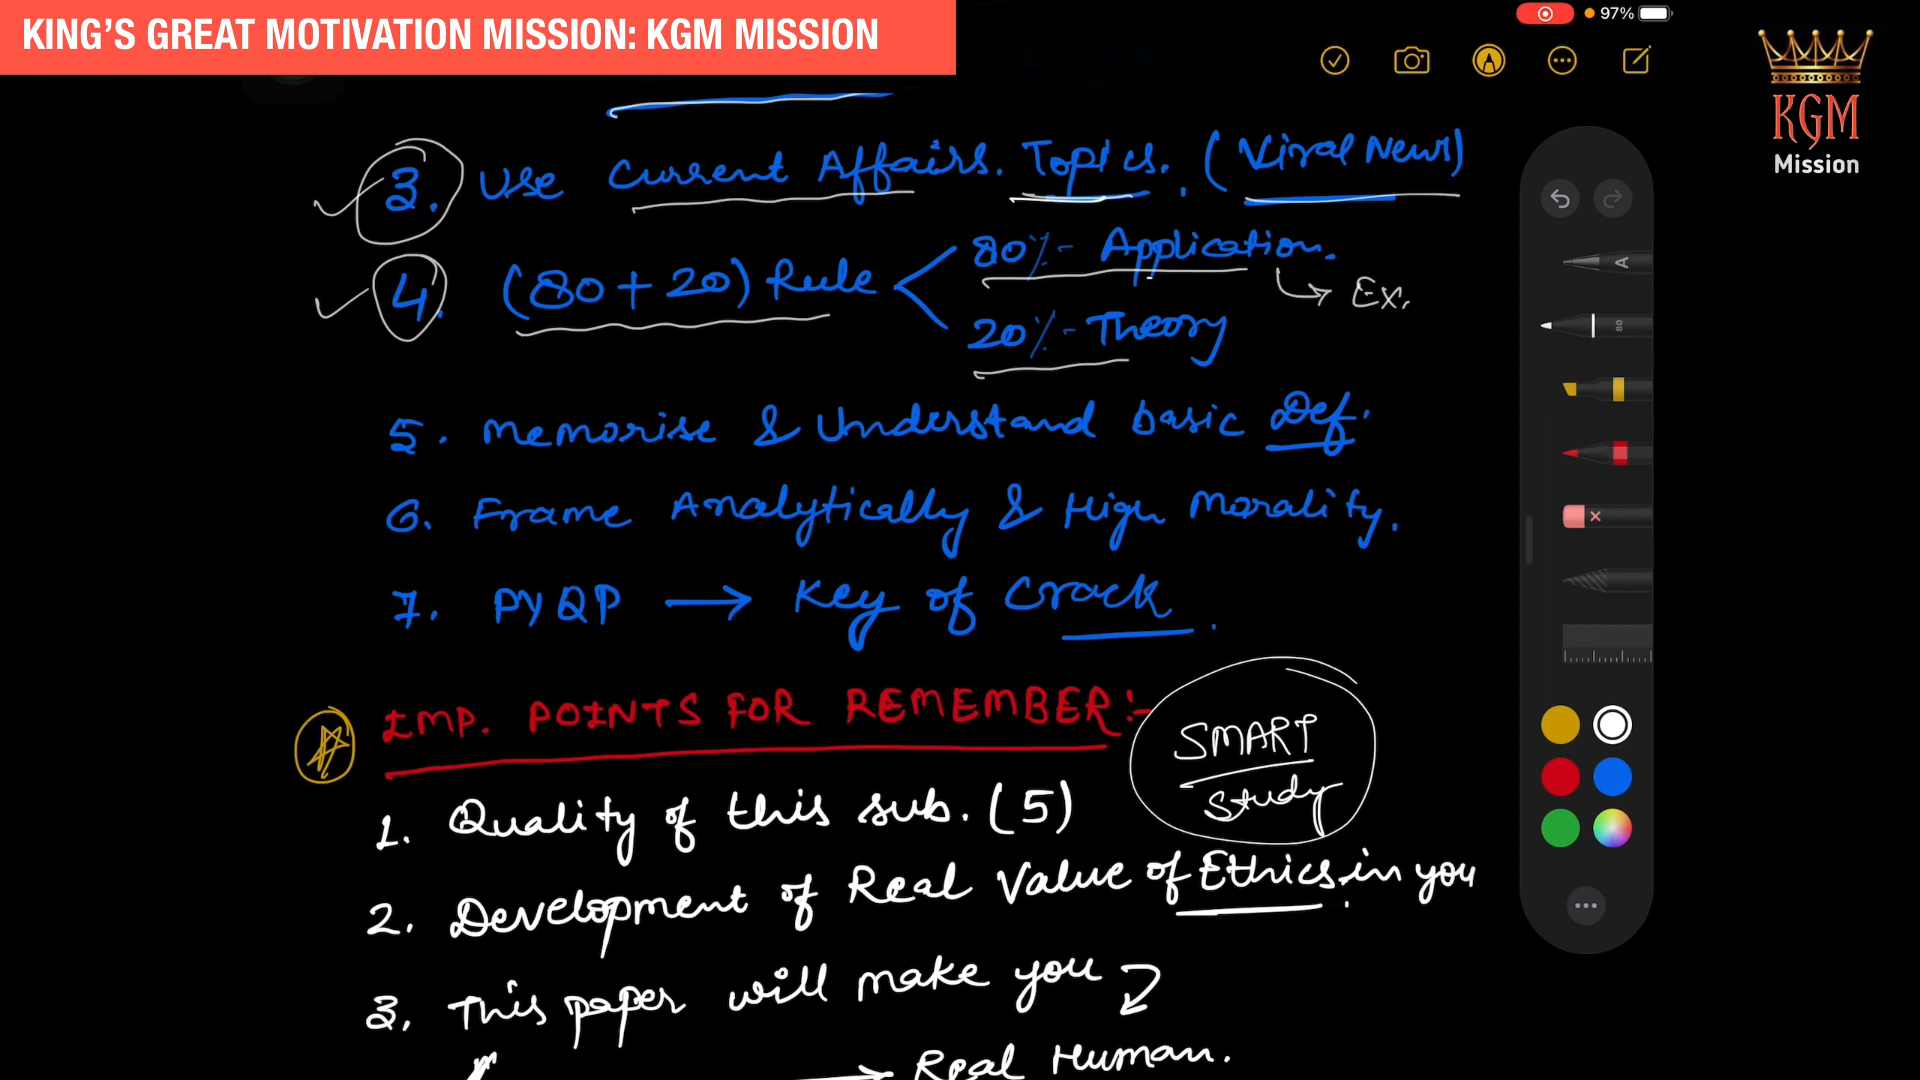 KING'S GREAT MOTIVATION MISSION: KGM MISSION
97%
KGM
Mission
3. Use Current Affairs. Topics. (Viral News)
4. (80+20) Rule
80%- Application.
Ex.
20%- Theory
5. Memorise & Understand basic Def.
6. Frame Analytically & High Morality.
7. PYQP → Key of Crack.
IMP. POINTS FOR REMEMBER:-
SMART
Study
1. Quality of this sub. (5)
2. Development of Real Value of Ethics in you
3. This paper will make you
→ Real Human.
A
80